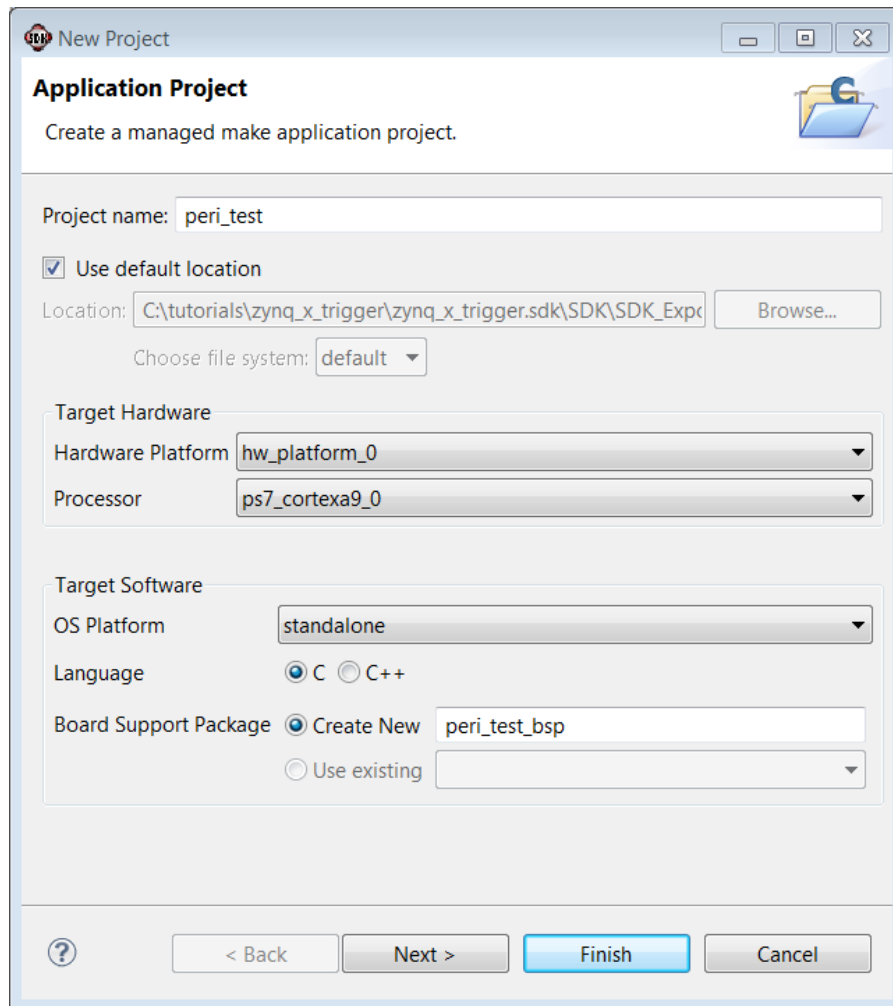 SDK New Project
Application Project
Create a managed make application project.
C
Project name: peri_test
Use default location
Location: C:\tutorials\zynq_x_trigger\zynq_x_trigger.sdk\SDK\SDK_Expo Browse...
Choose file system: default
Target Hardware
Hardware Platform hw_platform_0
Processor ps7_cortexa9_0
Target Software
OS Platform standalone
Language C C++
Board Support Package Create New peri_test_bsp
Use existing
? < Back Next > Finish Cancel